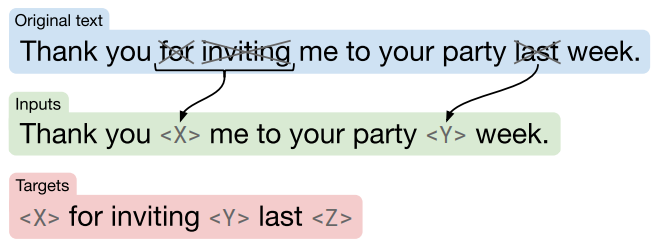 Original text
Thank you for inviting me to your party last week.
Inputs
Thank you <X> me to your party <Y> week.
Targets
<X> for inviting <Y> last <Z>